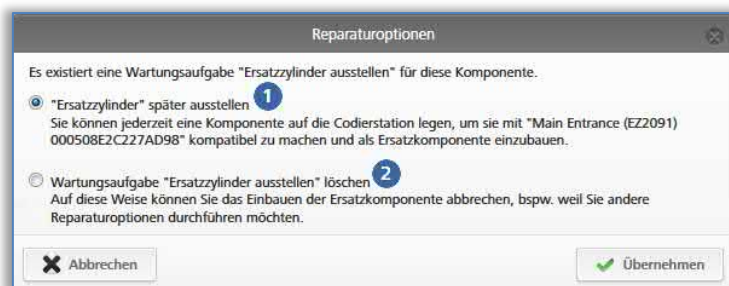 Reparaturoptionen
Es existiert eine Wartungsaufgabe "Ersatzzylinder ausstellen" für diese Komponente.
"Ersatzzylinder" später ausstellen 1
Sie können jederzeit eine Komponente auf die Codierstation legen, um sie mit "Main Entrance (EZ2091)
000508E2C227AD98" kompatibel zu machen und als Ersatzkomponente einzubauen.
Wartungsaufgabe "Ersatzzylinder ausstellen" löschen 2
Auf diese Weise können Sie das Einbauen der Ersatzkomponente abbrechen, bspw. weil Sie andere
Reparaturoptionen durchführen möchten.
Abbrechen Übernehmen